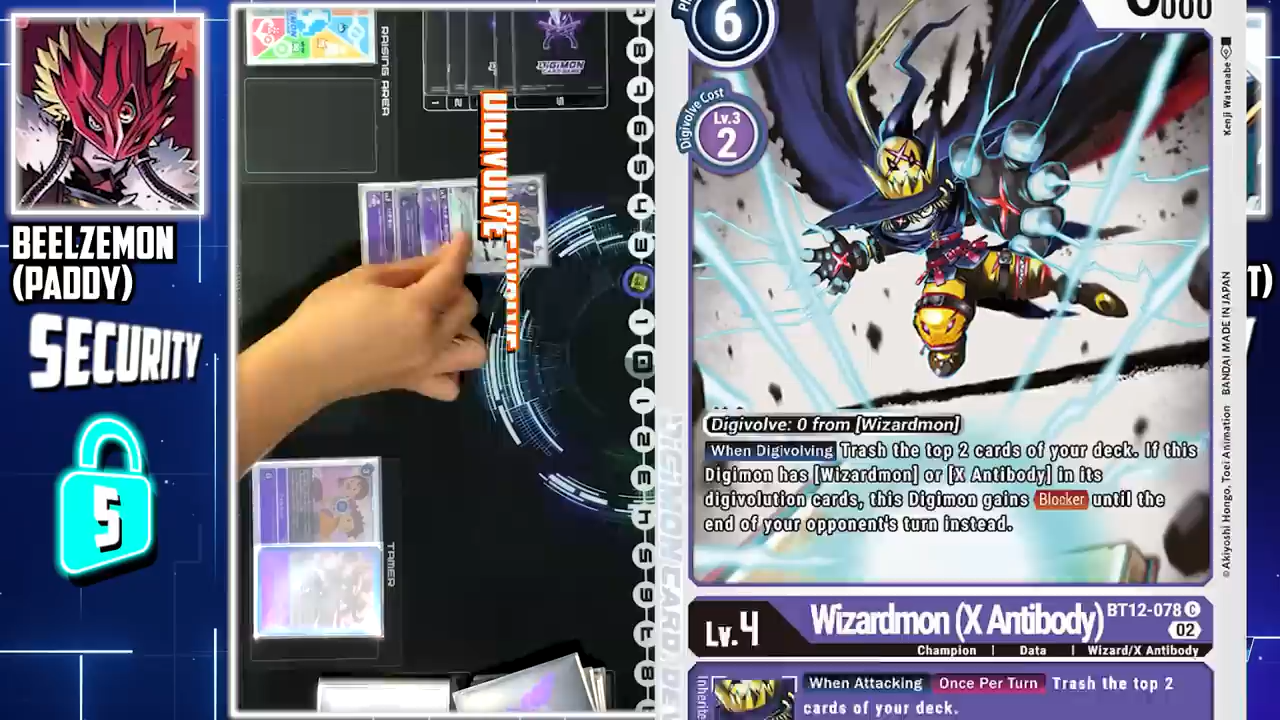 BEELZEMON
(PADDY)
SECURITY
5
RAISING AREA
DIGIMON
CARD GAME
TAMER
6
000
Digivolve Cost
Lv.3
2
Kenji Watanabe
Digivolve: 0 from [Wizardmon]
When Digivolving Trash the top 2 cards of your deck. If this
Digimon has [Wizardmon] or [X Antibody] in its
digivolution cards, this Digimon gains Blocker until the
end of your opponent's turn instead.
©Akiyoshi Hongo, Toei Animation BANDAI MADE IN JAPAN
Lv.4
Wizardmon (X Antibody)
BT12-078 C
02
Champion | Data | Wizard/X Antibody
When Attacking Once Per Turn Trash the top 2
cards of your deck.